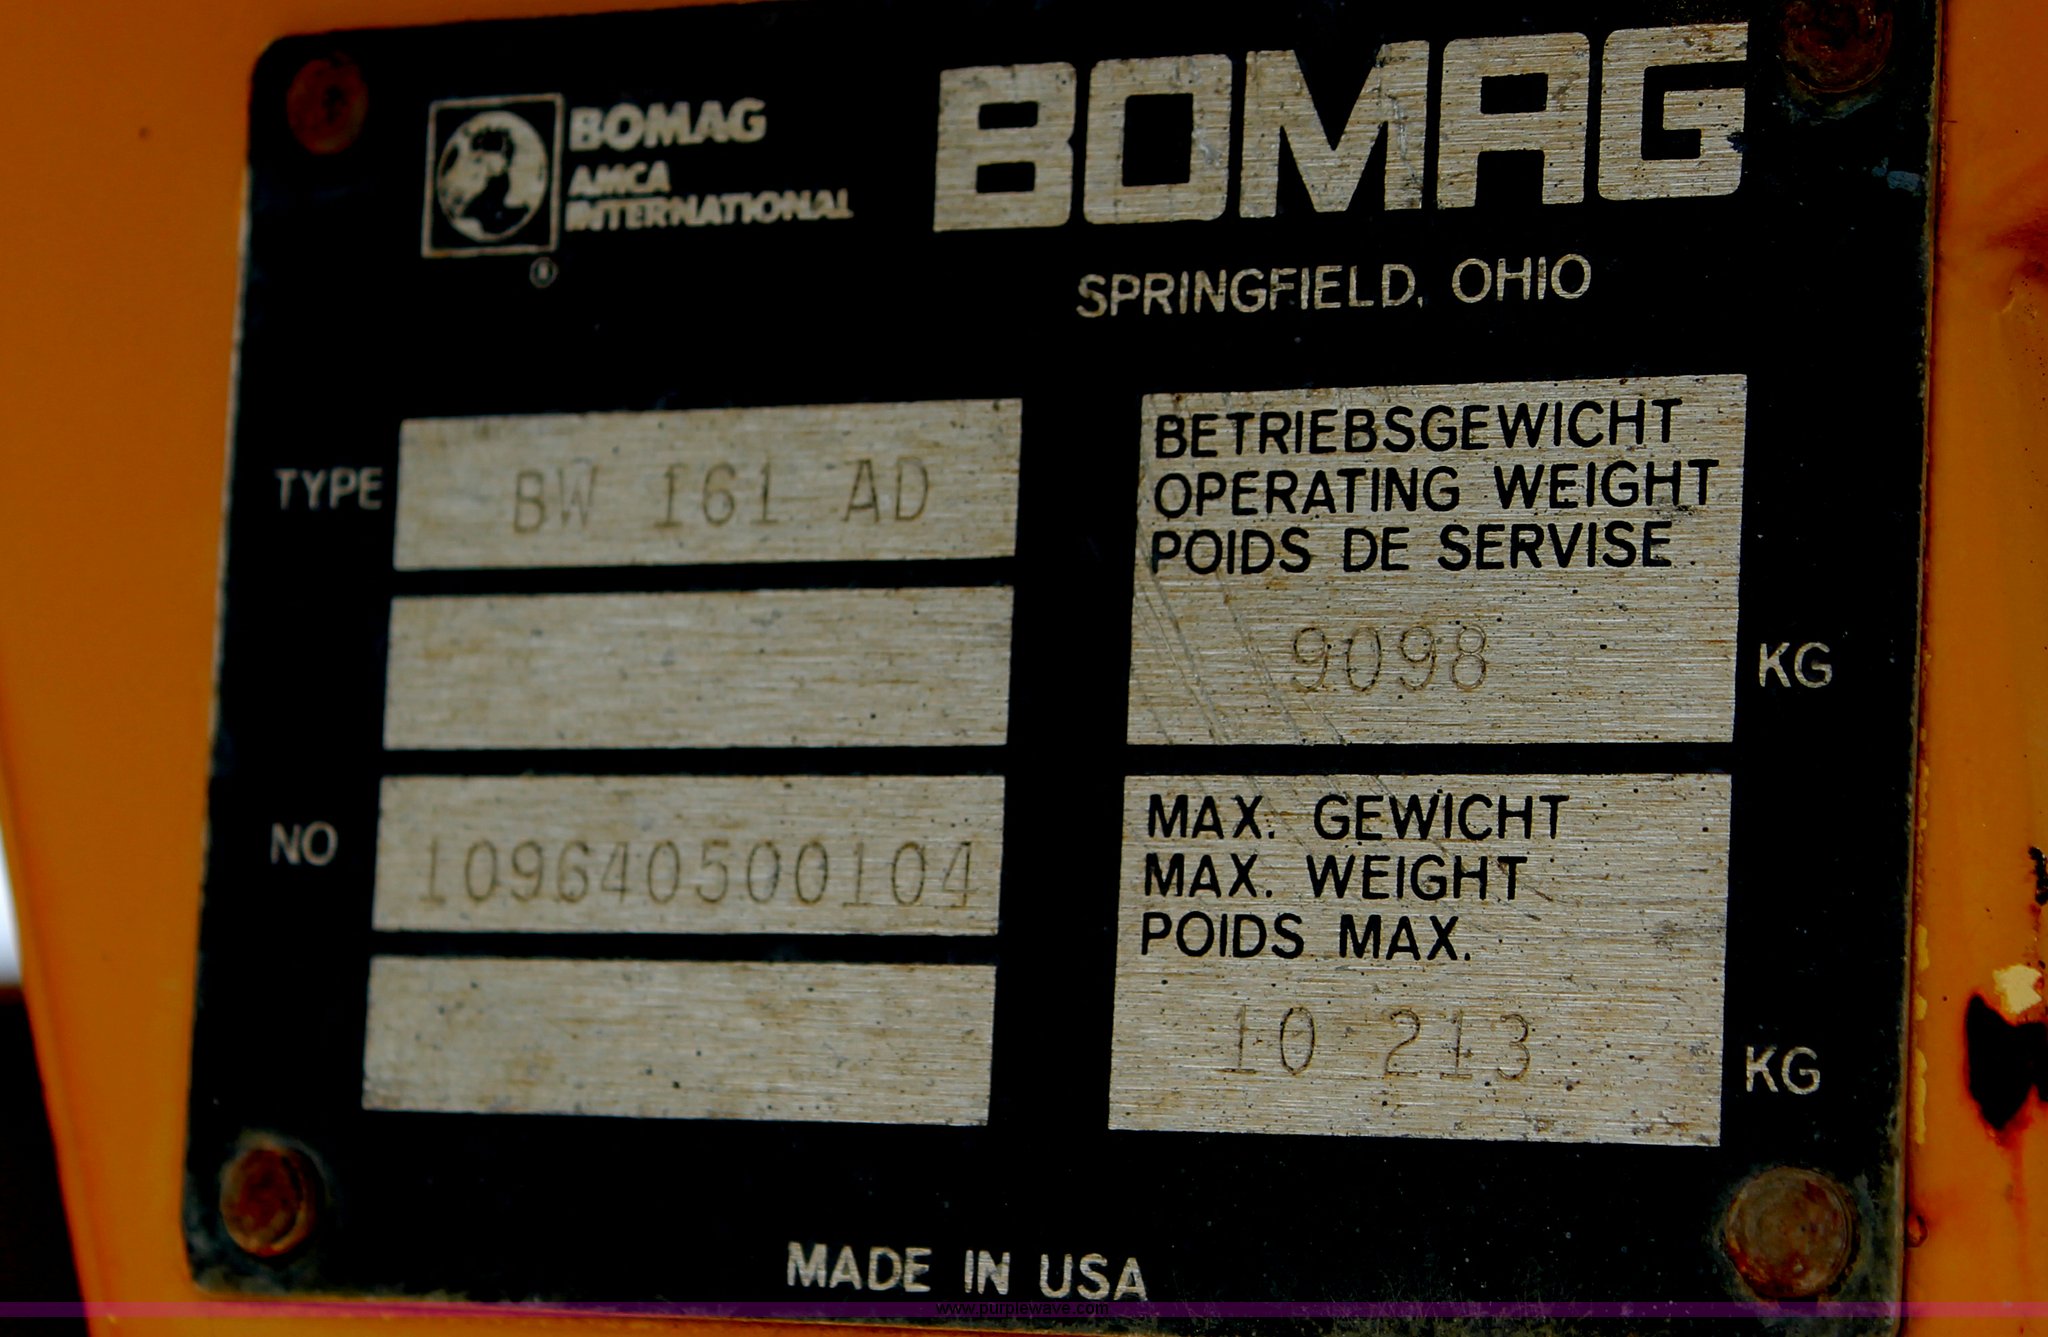 BOMAG
AMCA
INTERNATIONAL
®
BOMAG
SPRINGFIELD, OHIO
TYPE
BW 161 AD
NO
109640500104
BETRIEBSGEWICHT
OPERATING WEIGHT
POIDS DE SERVISE
9098
KG
MAX. GEWICHT
MAX. WEIGHT
POIDS MAX.
10 213
KG
MADE IN USA
www.purplewave.com